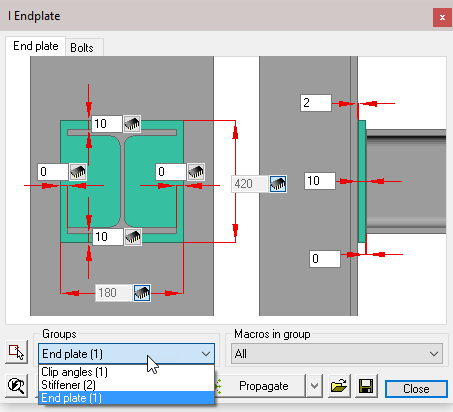 I Endplate
x
End plate
Bolts
2
10
0
0
420
10
10
0
180
Groups
Macros in group
End plate (1)
All
Clip angles (1)
Stiffener (2)
End plate (1)
Propagate
Close